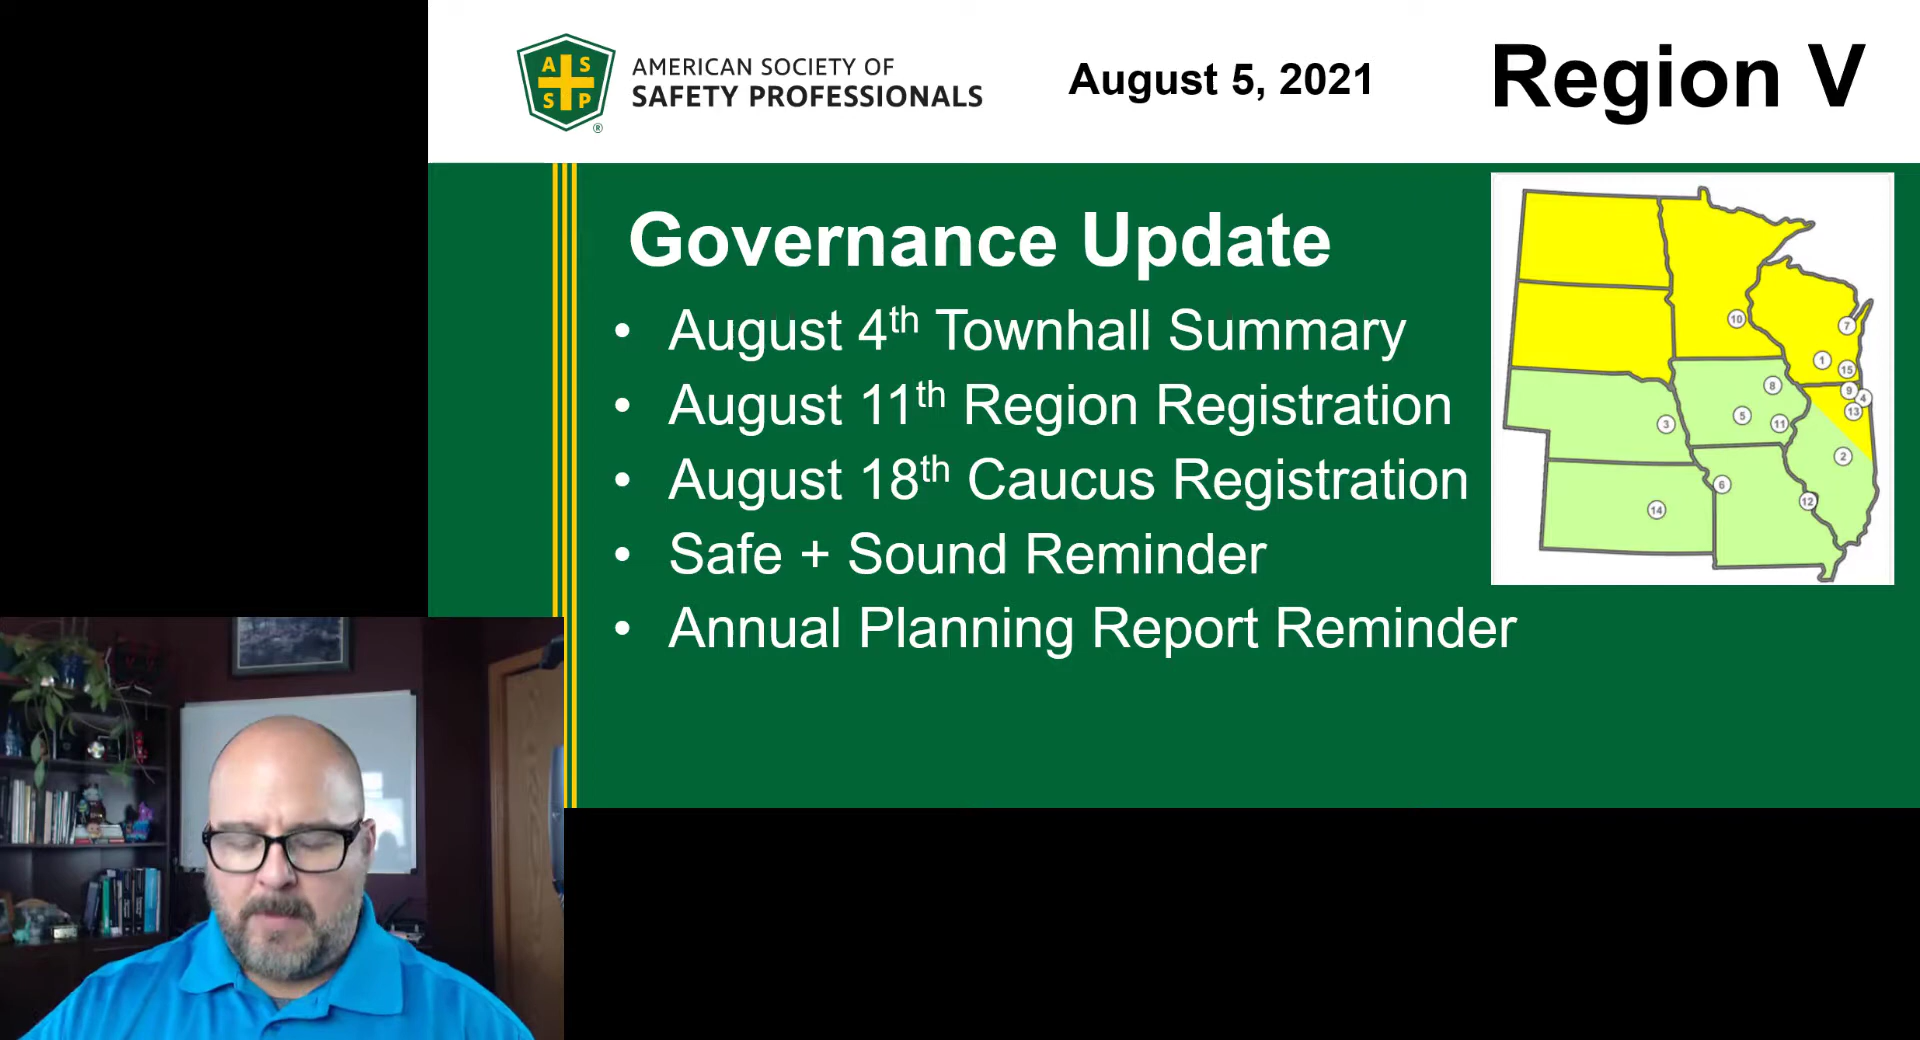 A S
S P
®
AMERICAN SOCIETY OF
SAFETY PROFESSIONALS
August 5, 2021
Region V
Governance Update
• August 4th Townhall Summary
• August 11th Region Registration
• August 18th Caucus Registration
• Safe + Sound Reminder
• Annual Planning Report Reminder
10
7
1
15
8
9
4
13
5
3
11
2
6
12
14